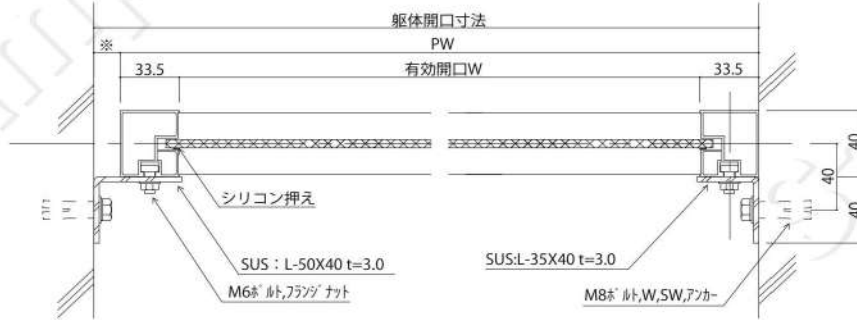 躯体開口寸法
※
PW
33.5
有効開口W
33.5
40
40
40
シリコン押え
SUS：L-50X40 t=3.0
SUS:L-35X40 t=3.0
M6ﾎﾞﾙﾄ,ﾌﾗﾝｼﾞﾅｯﾄ
M8ﾎﾞﾙﾄ,W,SW,ｱﾝｶｰ